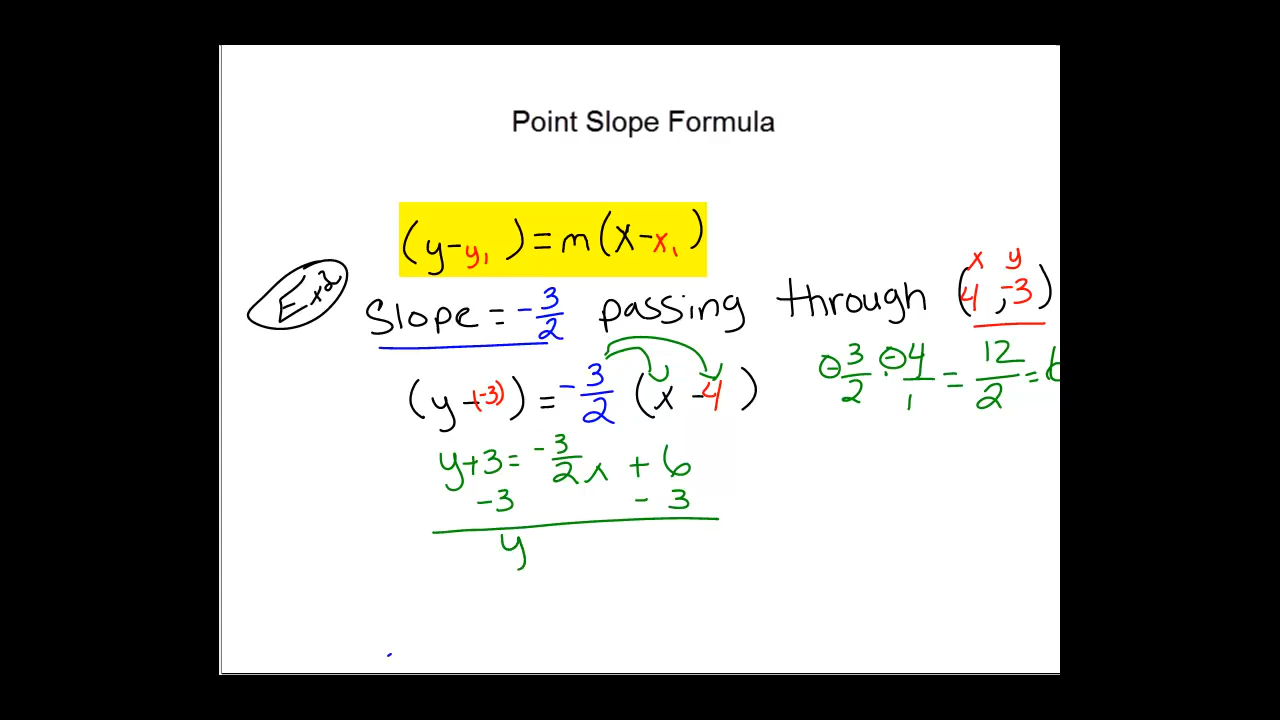 Point Slope Formula
(y-y₁) = m(x-x₁)
Ex2
x y
Slope = -3/2 passing through (4, -3)
(y-(-3)) = -3/2 (x - 4)
-3/2 · -4/1 = 12/2 = 6
y+3 = -3/2x + 6
-3 - 3
y